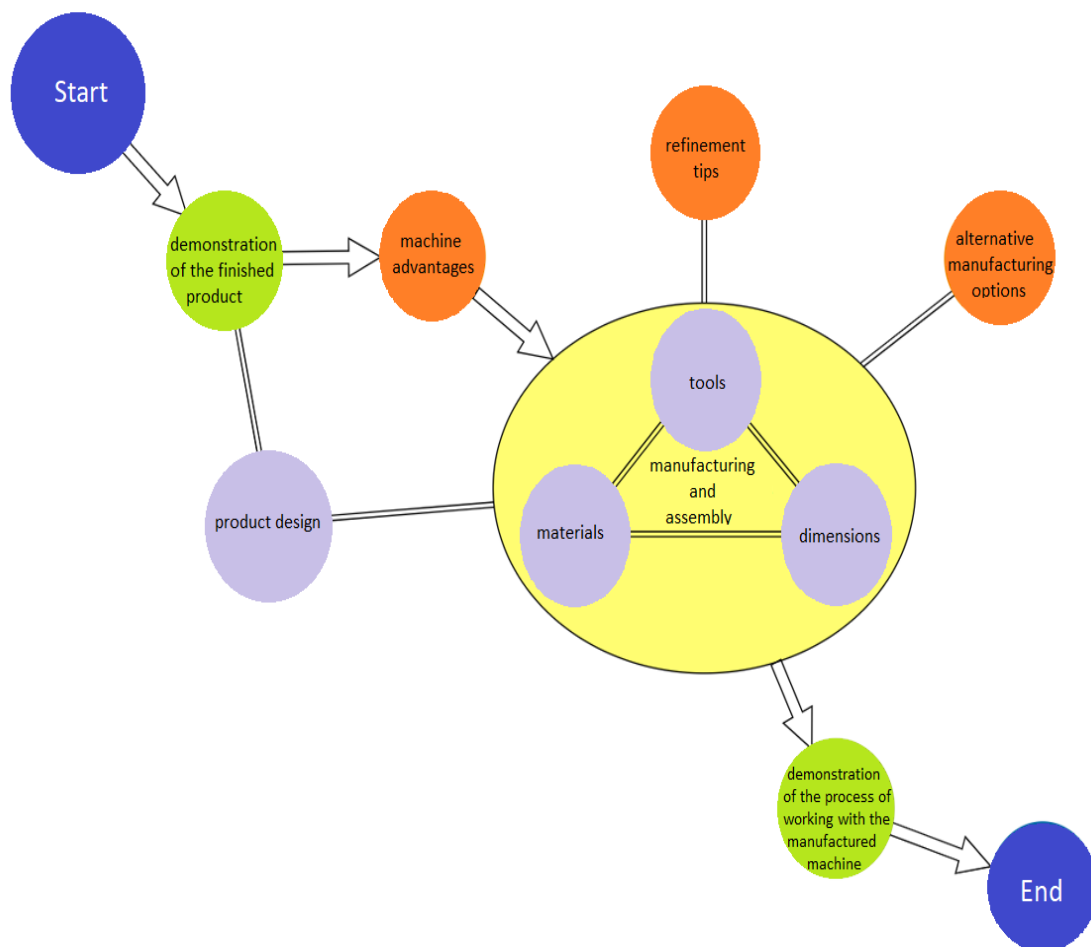 Start
demonstration
of the finished
product
machine
advantages
refinement
tips
alternative
manufacturing
options
tools
manufacturing
and
assembly
materials
dimensions
product design
demonstration
of the process of
working with the
manufactured
machine
End